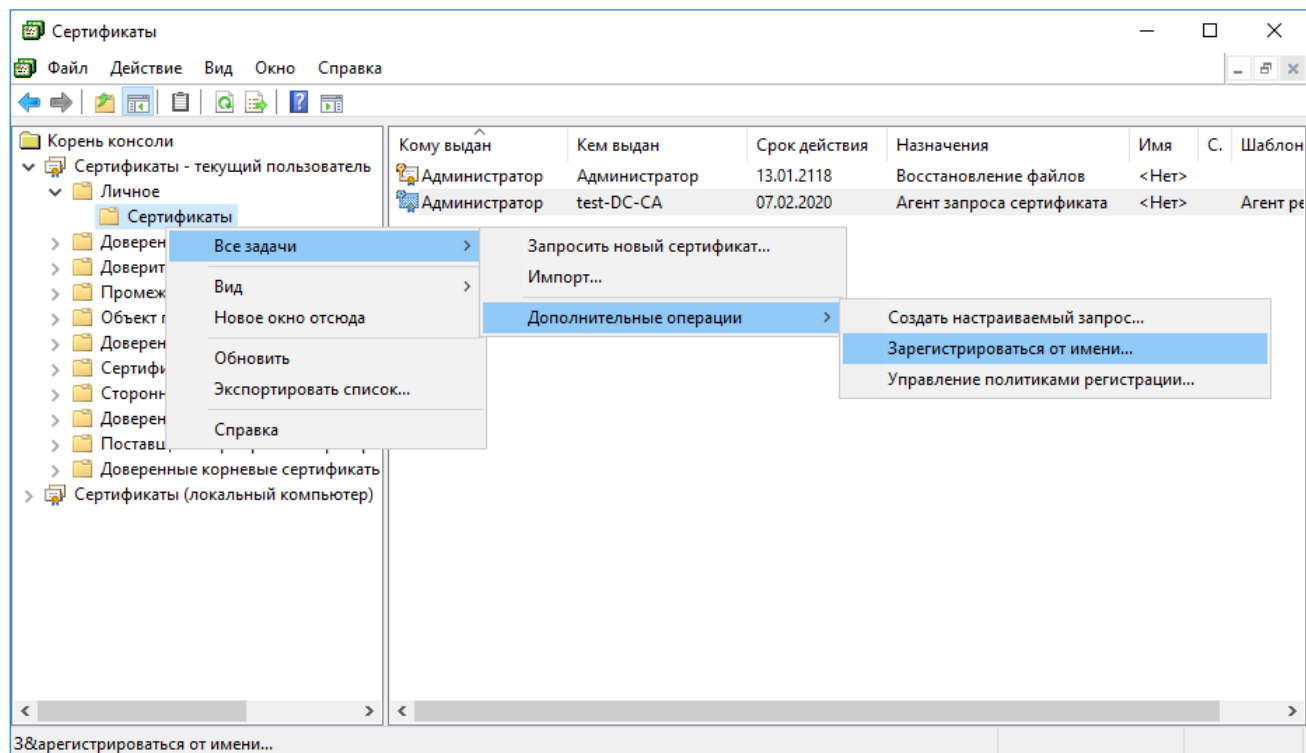 Сертификаты
Файл Действие Вид Окно Справка
Корень консоли
Сертификаты - текущий пользователь
Личное
Сертификаты
Доверен
Доверит
Промеж
Объект г
Доверен
Сертифи
Сторонн
Доверен
Поставщ
Доверенные корневые сертификать
Сертификаты (локальный компьютер)
Кому выдан Кем выдан Срок действия Назначения Имя С. Шаблон
Администратор Администратор 13.01.2118 Восстановление файлов <Нет>
Администратор test-DC-CA 07.02.2020 Агент запроса сертификата <Нет> Агент ре
Все задачи
Вид
Новое окно отсюда
Обновить
Экспортировать список...
Справка
Запросить новый сертификат...
Импорт...
Дополнительные операции
Создать настраиваемый запрос...
Зарегистрироваться от имени...
Управление политиками регистрации...
З&арегистрироваться от имени...